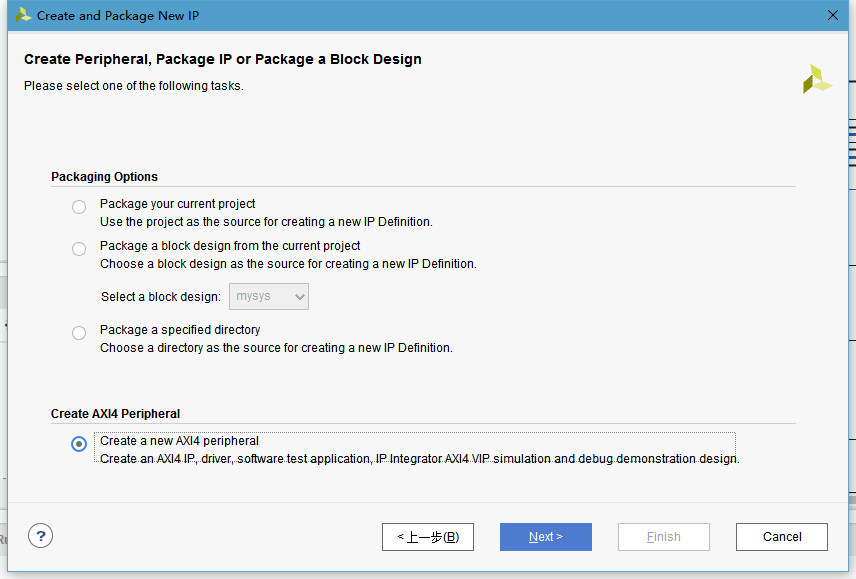 Create and Package New IP
Create Peripheral, Package IP or Package a Block Design
Please select one of the following tasks.
Packaging Options
Package your current project
Use the project as the source for creating a new IP Definition.
Package a block design from the current project
Choose a block design as the source for creating a new IP Definition.
Select a block design: mysys
Package a specified directory
Choose a directory as the source for creating a new IP Definition.
Create AXI4 Peripheral
Create a new AXI4 peripheral
Create an AXI4 IP, driver, software test application, IP Integrator AXI4 VIP simulation and debug demonstration design.
? < 上一步(B) Next > Finish Cancel